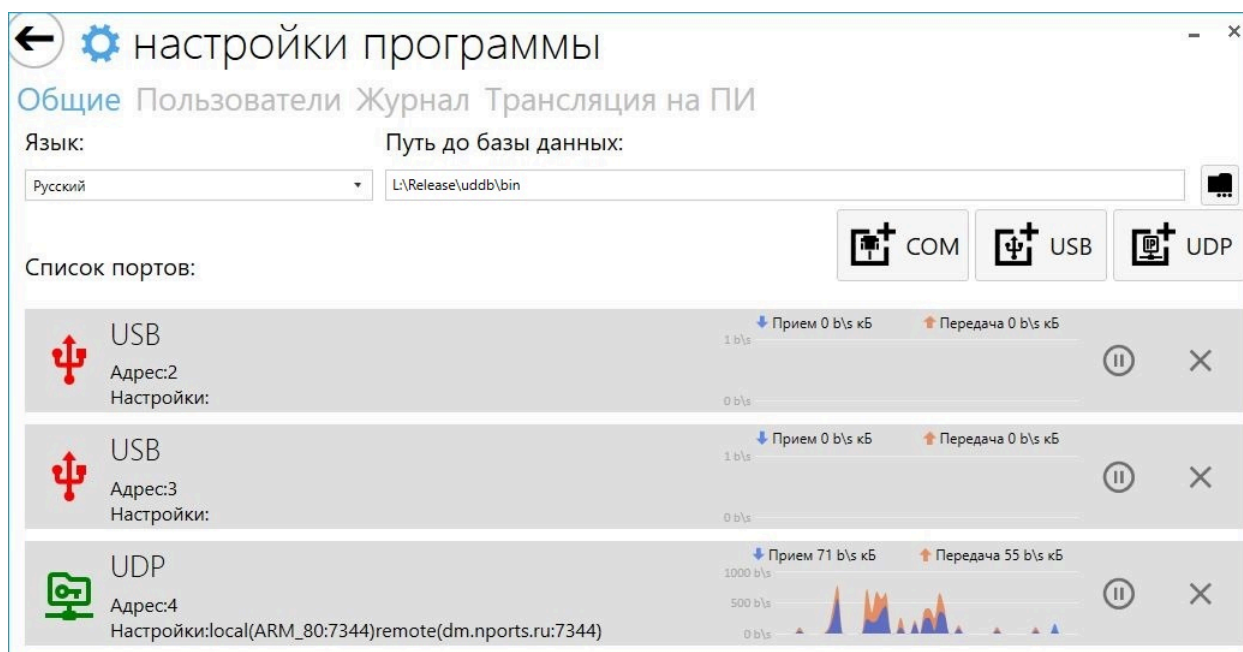 настройки программы
Общие Пользователи Журнал Трансляция на ПИ
Язык: Путь до базы данных:
Русский L:\Release\uddb\bin
COM USB IP UDP
Список портов:
USB
Прием 0 b\s кБ Передача 0 b\s кБ
1 b\s
Адрес:2
Настройки:
0 b\s
USB
Прием 0 b\s кБ Передача 0 b\s кБ
1 b\s
Адрес:3
Настройки:
0 b\s
UDP
Прием 71 b\s кБ Передача 55 b\s кБ
1000 b\s
500 b\s
Адрес:4
Настройки:local(ARM_80:7344)remote(dm.nports.ru:7344)
0 b\s